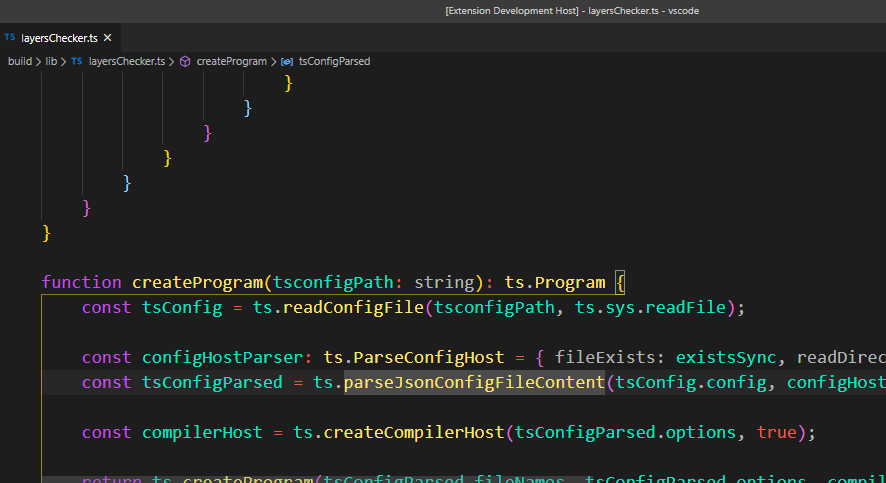 [Extension Development Host] - layersChecker.ts - vscode
TS layersChecker.ts ×
build > lib > TS layersChecker.ts > createProgram > tsConfigParsed
}
}
}
}
}
}
}
function createProgram(tsconfigPath: string): ts.Program {
const tsConfig = ts.readConfigFile(tsconfigPath, ts.sys.readFile);
const configHostParser: ts.ParseConfigHost = { fileExists: existsSync, readDirec
const tsConfigParsed = ts.parseJsonConfigFileContent(tsConfig.config, configHost
const compilerHost = ts.createCompilerHost(tsConfigParsed.options, true);
return ts.createProgram(tsConfigParsed.fileNames, tsConfigParsed.options, compil